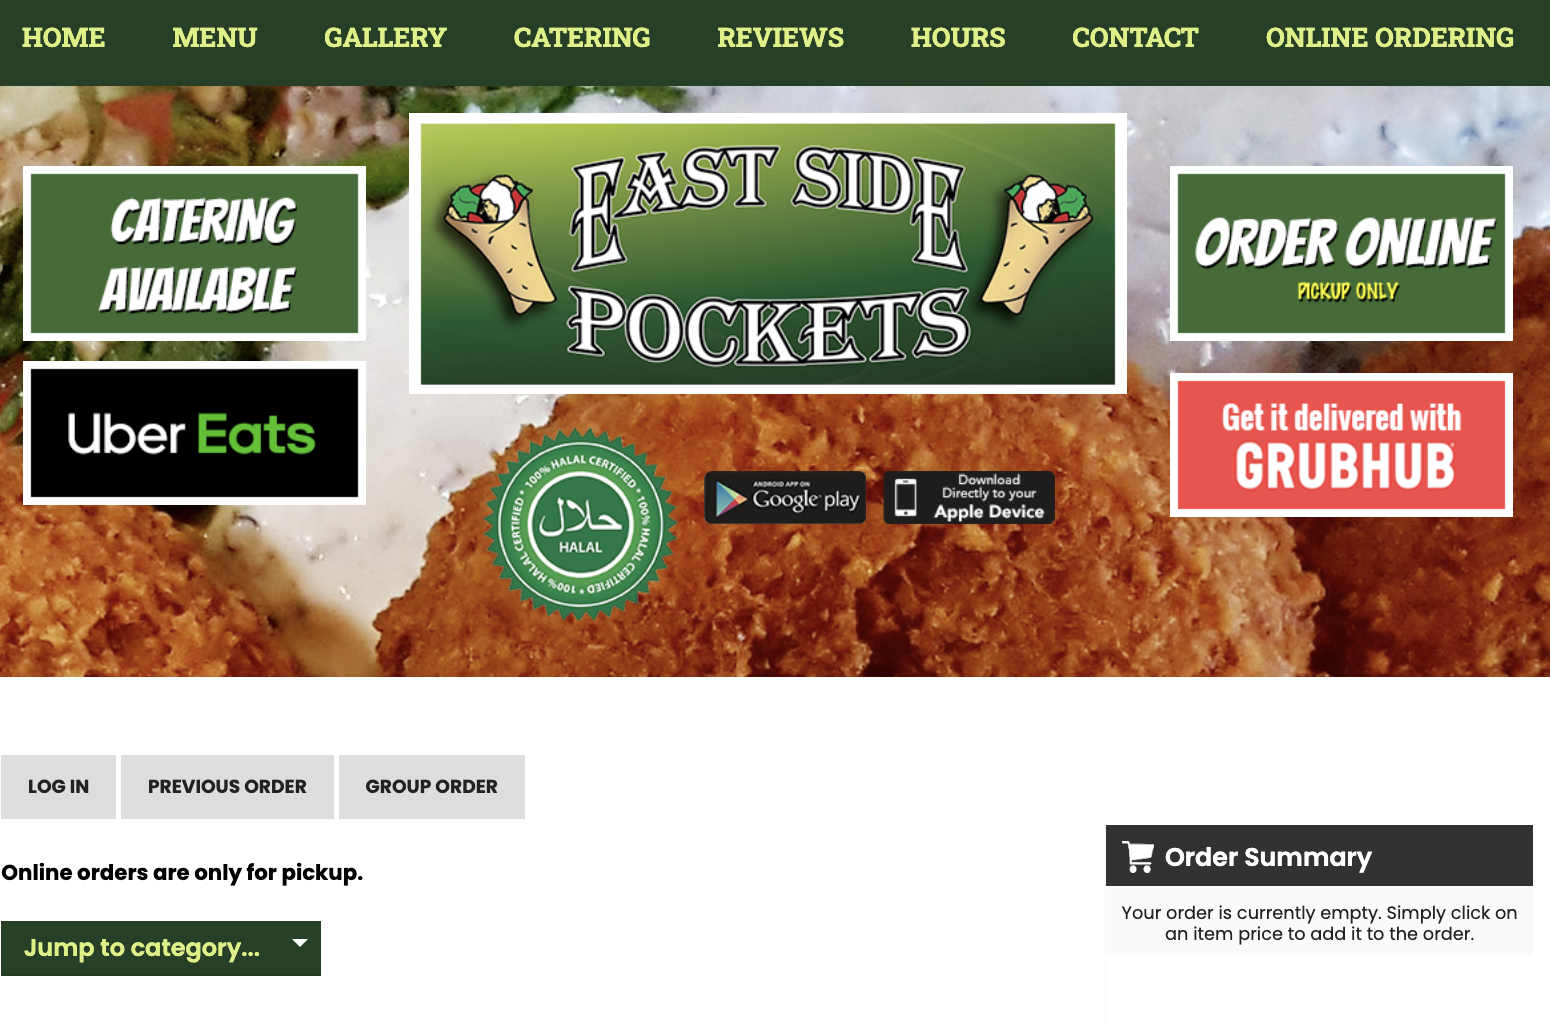 HOME MENU GALLERY CATERING REVIEWS HOURS CONTACT ONLINE ORDERING
CATERING
AVAILABLE
Uber Eats
EAST SIDE
POCKETS
ORDER ONLINE
PICKUP ONLY
Get it delivered with
GRUBHUB
100% HALAL CERTIFIED • 100% HALAL CERTIFIED • 100% HALAL CERTIFIED •
حلال
HALAL
ANDROID APP ON
Google play
Download
Directly to your
Apple Device
LOG IN PREVIOUS ORDER GROUP ORDER
Online orders are only for pickup.
Jump to category...
Order Summary
Your order is currently empty. Simply click on
an item price to add it to the order.